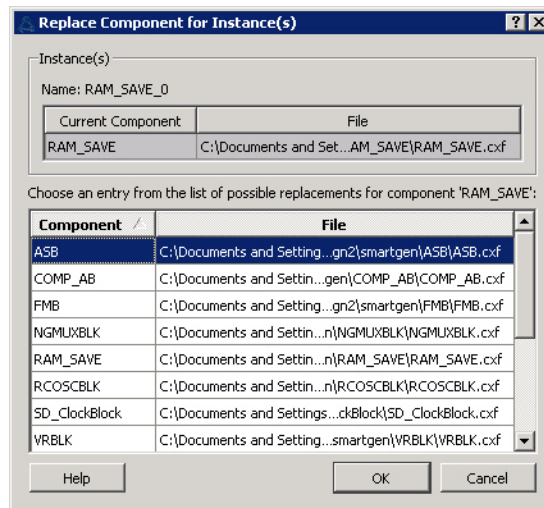 Replace Component for Instance(s)
Instance(s)
Name: RAM_SAVE_0
Current Component File
RAM_SAVE C:\Documents and Set...AM_SAVE\RAM_SAVE.cxf
Choose an entry from the list of possible replacements for component 'RAM_SAVE':
Component File
ASB C:\Documents and Setting...gn2\smartgen\ASB\ASB.cxf
COMP_AB C:\Documents and Settin...gen\COMP_AB\COMP_AB.cxf
FMB C:\Documents and Setting...gn2\smartgen\FMB\FMB.cxf
NGMUXBLK C:\Documents and Settin...n\NGMUXBLK\NGMUXBLK.cxf
RAM_SAVE C:\Documents and Settin...n\RAM_SAVE\RAM_SAVE.cxf
RCOSCBLK C:\Documents and Settin...n\RCOSCBLK\RCOSCBLK.cxf
SD_ClockBlock C:\Documents and Settings...ckBlock\SD_ClockBlock.cxf
VRBLK C:\Documents and Setting...smartgen\VRBLK\VRBLK.cxf
Help OK Cancel